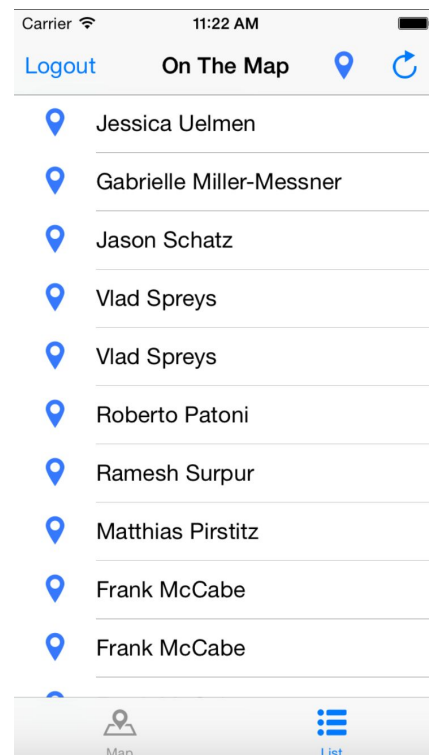 Carrier 11:22 AM
Logout On The Map
Jessica Uelmen
Gabrielle Miller-Messner
Jason Schatz
Vlad Spreys
Vlad Spreys
Roberto Patoni
Ramesh Surpur
Matthias Pirstitz
Frank McCabe
Frank McCabe
Map List